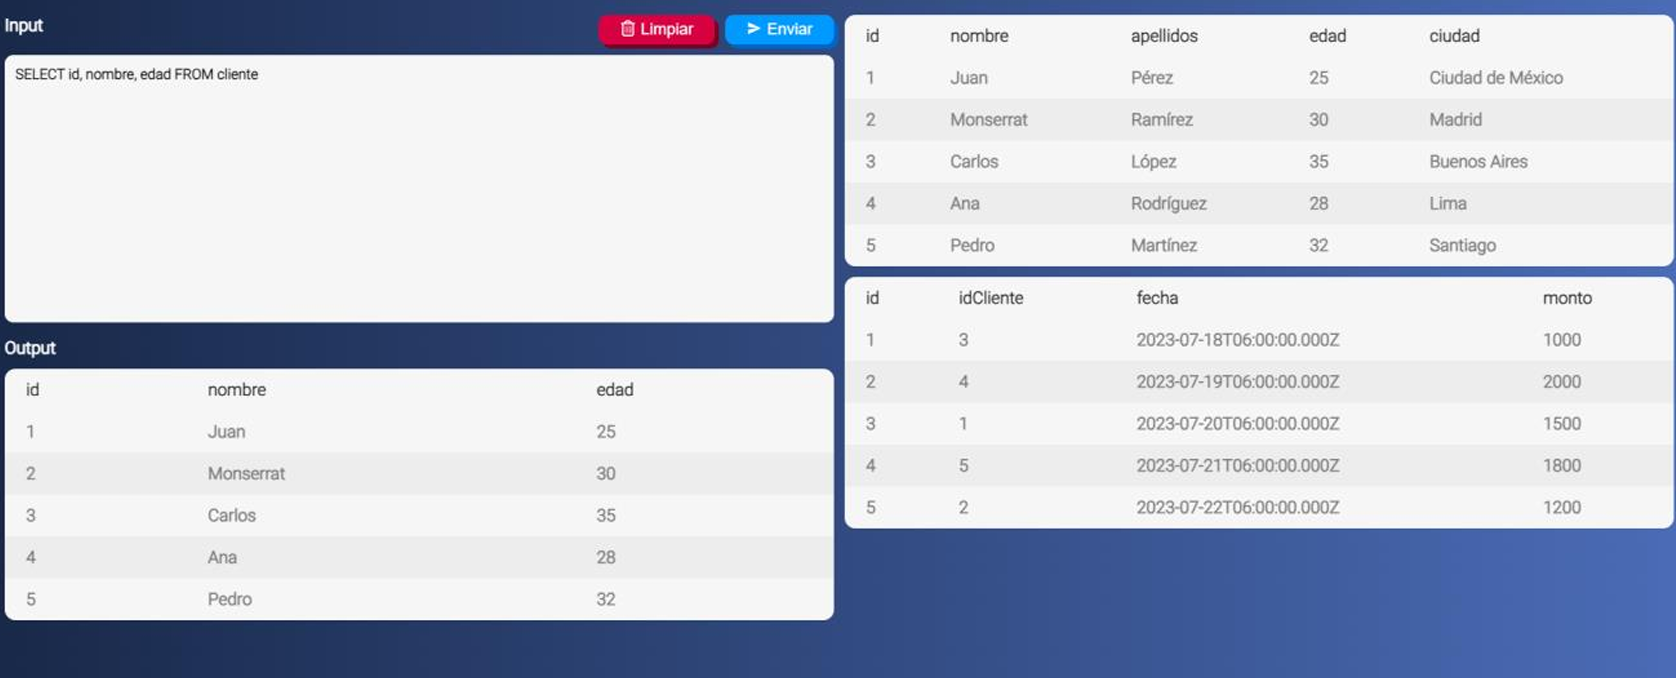 Input
Limpiar
Enviar
SELECT id, nombre, edad FROM cliente
Output
id nombre edad
1 Juan 25
2 Monserrat 30
3 Carlos 35
4 Ana 28
5 Pedro 32
id nombre apellidos edad ciudad
1 Juan Pérez 25 Ciudad de México
2 Monserrat Ramírez 30 Madrid
3 Carlos López 35 Buenos Aires
4 Ana Rodríguez 28 Lima
5 Pedro Martínez 32 Santiago
id idCliente fecha monto
1 3 2023-07-18T06:00:00.000Z 1000
2 4 2023-07-19T06:00:00.000Z 2000
3 1 2023-07-20T06:00:00.000Z 1500
4 5 2023-07-21T06:00:00.000Z 1800
5 2 2023-07-22T06:00:00.000Z 1200